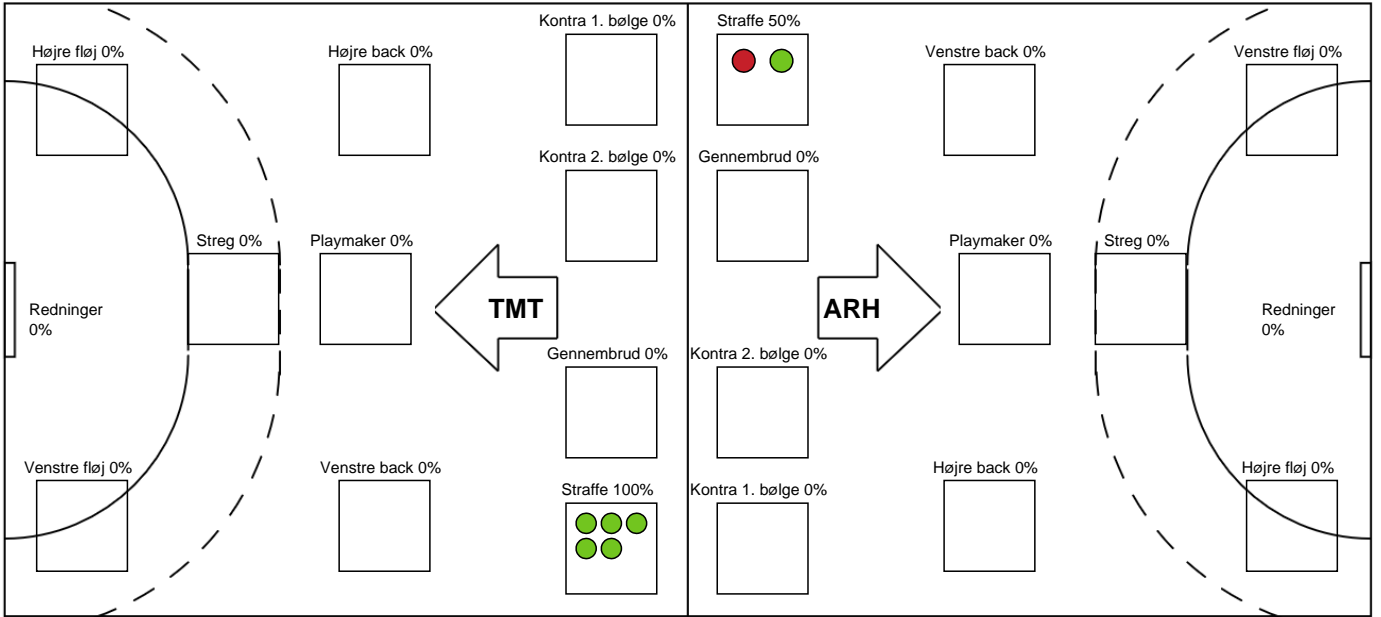 Kontra 1. bølge 0%
Straffe 50%
Højre fløj 0%
Højre back 0%
Venstre back 0%
Venstre fløj 0%
Kontra 2. bølge 0%
Gennembrud 0%
Streg 0%
Playmaker 0%
Playmaker 0%
Streg 0%
Redninger
0%
TMT
ARH
Redninger
0%
Gennembrud 0%
Kontra 2. bølge 0%
Venstre fløj 0%
Venstre back 0%
Højre back 0%
Højre fløj 0%
Straffe 100%
Kontra 1. bølge 0%